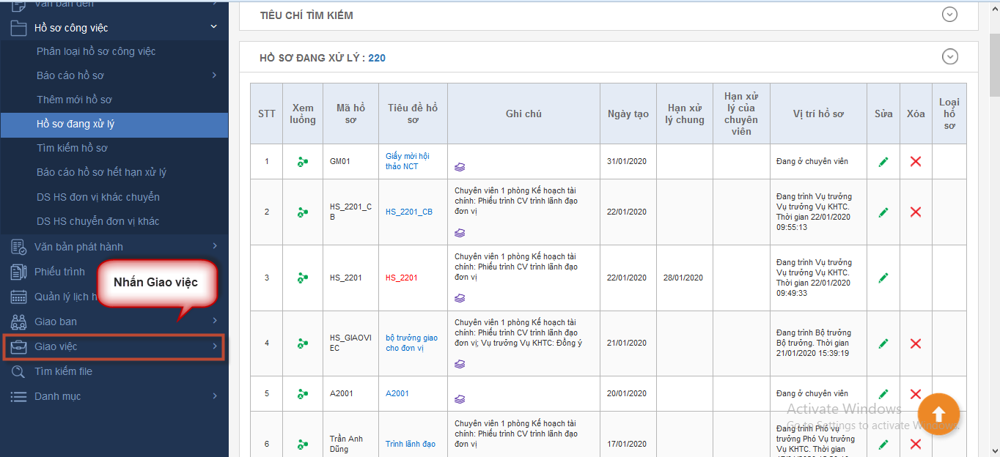 Văn bản đến
Hồ sơ công việc
Phân loại hồ sơ công việc
Báo cáo hồ sơ
Thêm mới hồ sơ
Hồ sơ đang xử lý
Tìm kiếm hồ sơ
Báo cáo hồ sơ hết hạn xử lý
DS HS đơn vị khác chuyển
DS HS chuyển đơn vị khác
Văn bản phát hành
Phiếu trình
Quản lý lịch h
Giao ban
Giao việc
Tìm kiếm file
Danh mục
Nhấn Giao việc
TIÊU CHÍ TÌM KIẾM
HỒ SƠ ĐANG XỬ LÝ : 220
STT
Xem
luồng
Mã hồ
sơ
Tiêu đề hồ
sơ
Ghi chú
Ngày tạo
Hạn xử
lý chung
Hạn xử
lý của
chuyên
viên
Vị trí hồ sơ
Sửa
Xóa
Loại
hồ
sơ
1
GM01
Giấy mời hội
thảo NCT
31/01/2020
Đang ở chuyên viên
2
HS_2201_C
B
HS_2201_CB
Chuyên viên 1 phòng Kế hoạch tài
chính: Phiếu trình CV trình lãnh đạo
đơn vị
22/01/2020
Đang trình Vụ trưởng
Vụ trưởng Vụ KHTC.
Thời gian 22/01/2020
09:55:13
3
HS_2201
HS_2201
Chuyên viên 1 phòng Kế hoạch tài
chính: Phiếu trình CV trình lãnh đạo
đơn vị
22/01/2020
28/01/2020
Đang trình Vụ trưởng
Vụ trưởng Vụ KHTC.
Thời gian 22/01/2020
09:49:33
4
HS_GIAOVI
EC
bộ trưởng giao
cho đơn vị
Chuyên viên 1 phòng Kế hoạch tài
chính: Phiếu trình CV trình lãnh đạo
đơn vị; Vụ trưởng Vụ KHTC: Đồng ý
21/01/2020
Đang trình Bộ trưởng
Bộ trưởng. Thời gian
21/01/2020 15:39:19
5
A2001
A2001
20/01/2020
Đang ở chuyên viên
6
Trần Anh
Dũng
Trình lãnh đạo
Chuyên viên 1 phòng Kế hoạch tài
chính: Phiếu trình CV trình lãnh đạo
đơn vị
17/01/2020
Đang trình Phó vụ
trưởng Phó Vụ trưởng
Vụ KHTC. Thời gian
Activate Windows
Go to Settings to activate Windows.